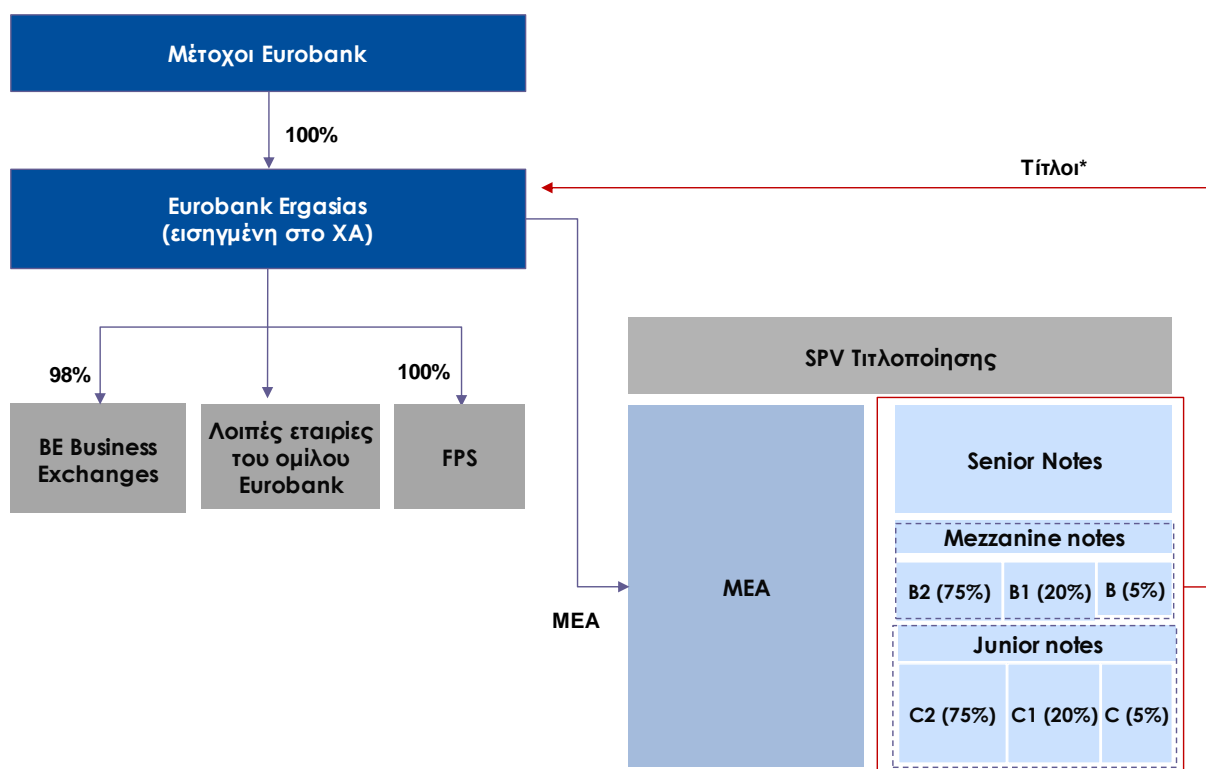 Μέτοχοι Eurobank
100%
Τίτλοι*
Eurobank Ergasias
(εισηγμένη στο ΧΑ)
98%
100%
BE Business
Exchanges
Λοιπές εταιρίες
του ομίλου
Eurobank
FPS
SPV Τιτλοποίησης
ΜΕΑ
ΜΕΑ
Senior Notes
Mezzanine notes
B2 (75%)
B1 (20%)
B (5%)
Junior notes
C2 (75%)
C1 (20%)
C (5%)